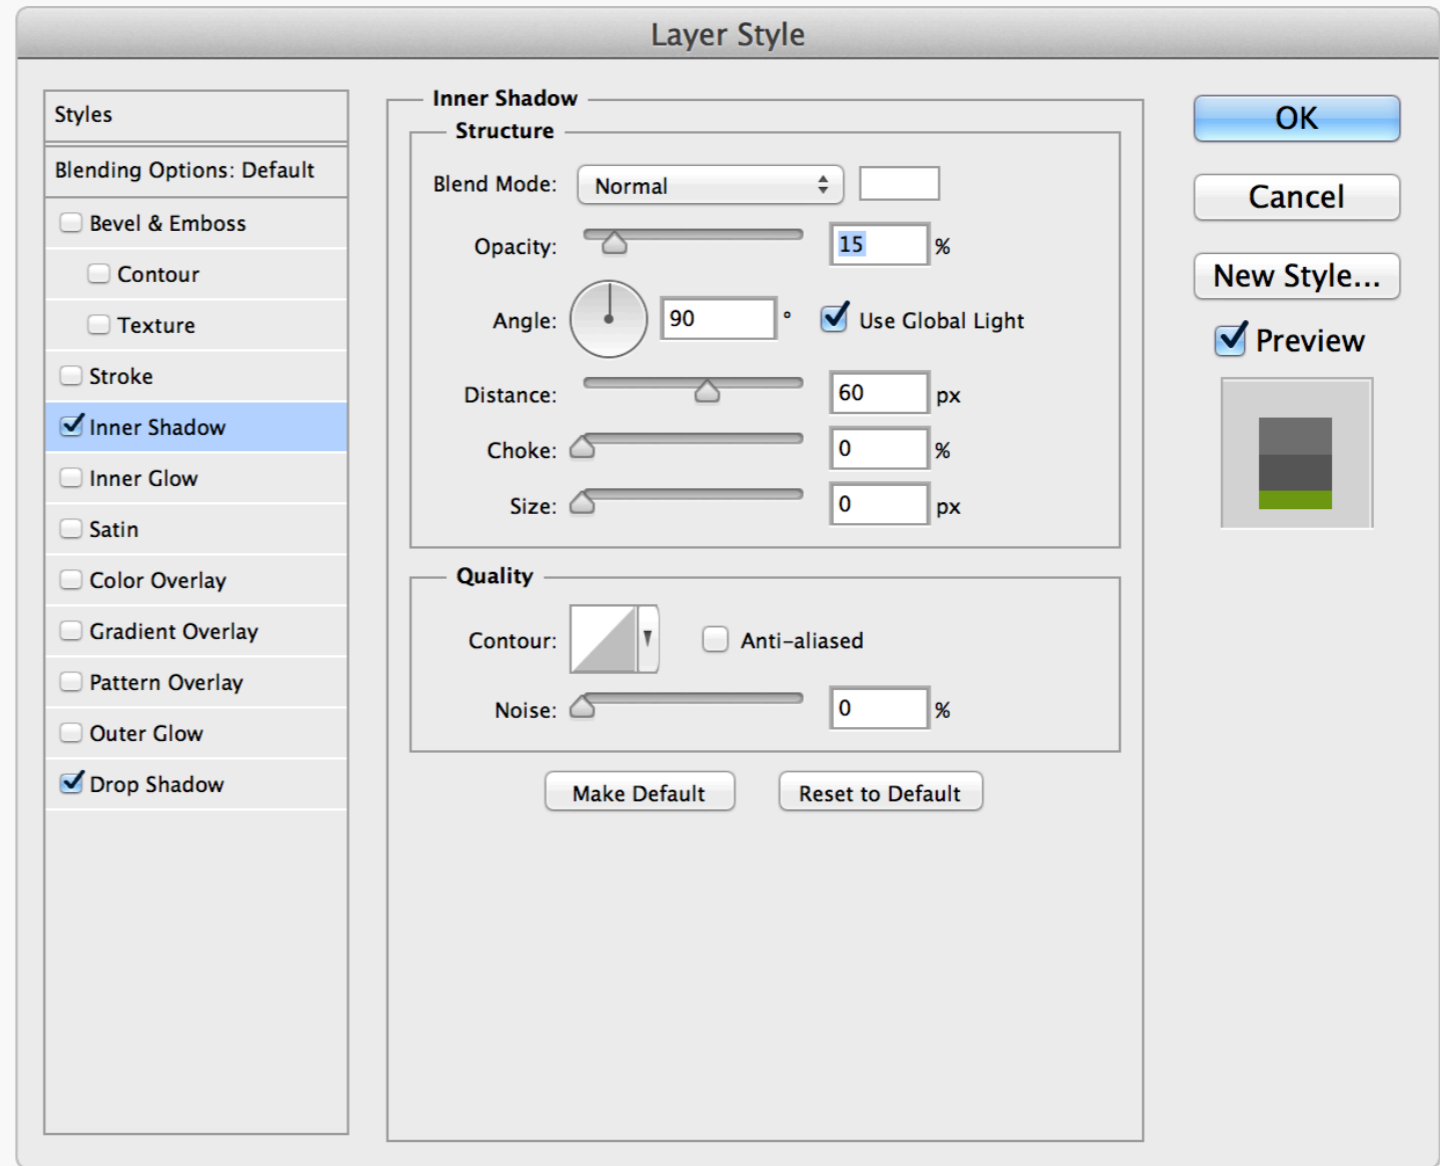 Layer Style
Styles
Blending Options: Default
Bevel & Emboss
Contour
Texture
Stroke
Inner Shadow
Inner Glow
Satin
Color Overlay
Gradient Overlay
Pattern Overlay
Outer Glow
Drop Shadow
Inner Shadow
Structure
Blend Mode: Normal
Opacity: 15 %
Angle: 90 ° Use Global Light
Distance: 60 px
Choke: 0 %
Size: 0 px
Quality
Contour: Anti-aliased
Noise: 0 %
Make Default Reset to Default
OK
Cancel
New Style...
Preview